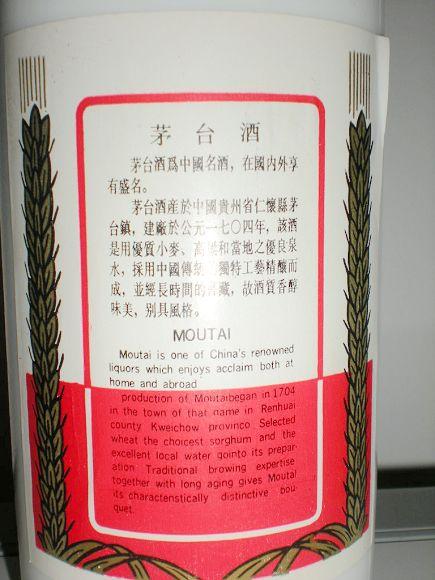 茅台酒
茅台酒爲中國名酒，在國內外享
有盛名。
茅台酒産於中國貴州省仁懷縣茅
台鎮，建廠於公元一七〇四年，該酒
是用優質小麥、高粱和當地之優良泉
水，採用中國傳統獨特工藝精釀而
成，並經長時間的窖藏，故酒質香醇
味美，别具風格。
MOUTAI
Moutai is one of China's renowned
liquors which enjoys acclaim both at
home and abroad
production of Moutaibegan in 1704
in the town of that name in Renhuai
county Kweichow provinco Selected
wheat the choicest sorghum and the
excellent local water gointo its prepar-
ation Traditional browing expertise
together with long aging gives Moutai
its charactenstically distinctive bou-
quet.